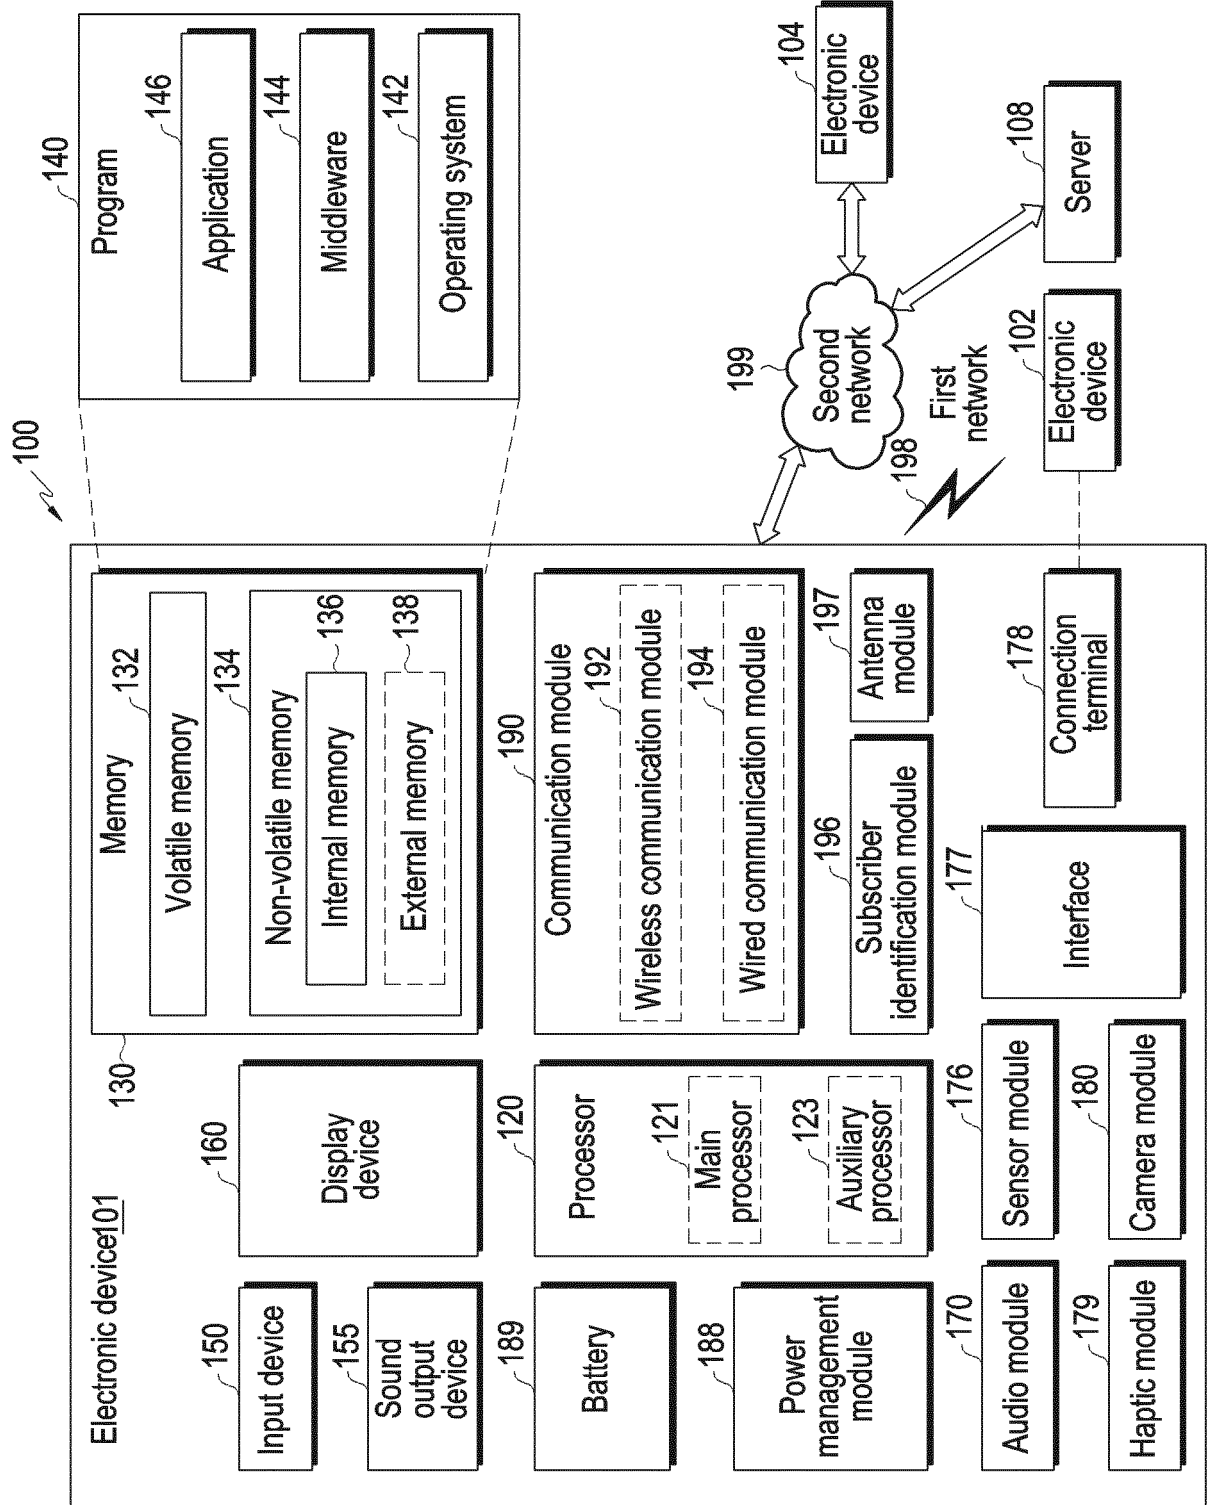 100
Electronic device101
150
Input device
155
Sound
output
device
189
Battery
188
Power
management
module
170
Audio module
179
Haptic module
160
Display
device
120
Processor
121
Main
processor
123
Auxiliary
processor
176
Sensor module
180
Camera module
130
Memory
132
Volatile memory
134
Non-volatile memory
136
Internal memory
138
External memory
190
Communication module
192
Wireless communication module
194
Wired communication module
196
Subscriber
identification module
197
Antenna
module
177
Interface
178
Connection
terminal
140
Program
146
Application
144
Middleware
142
Operating system
199
Second
network
198
First
network
104
Electronic
device
108
Server
102
Electronic
device